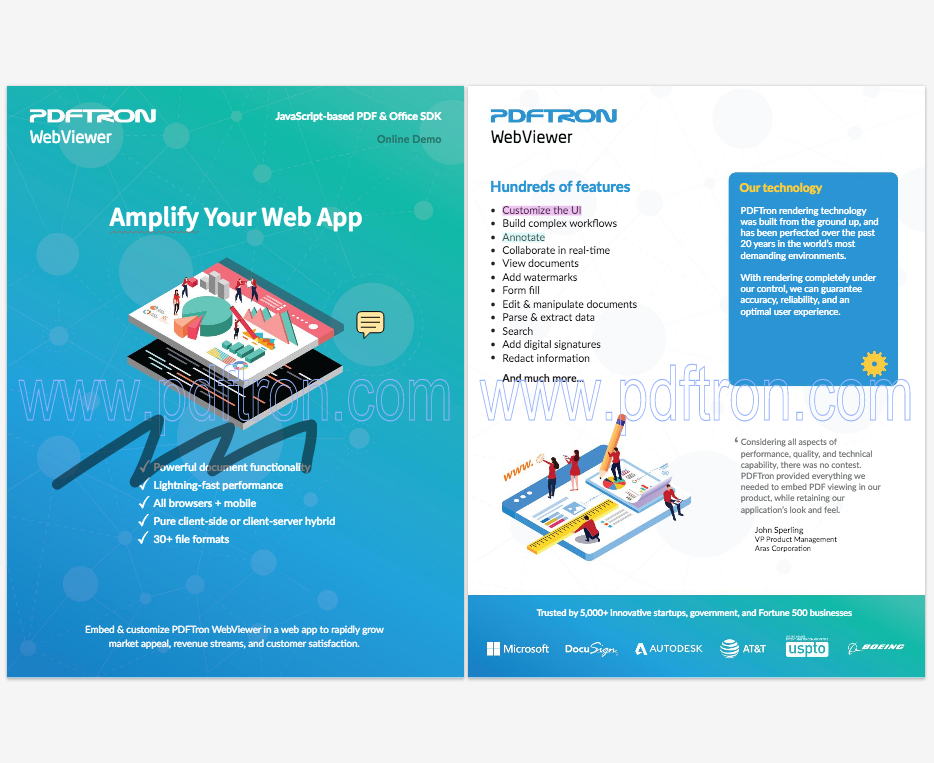 PDFTRON
WebViewer
JavaScript-based PDF & Office SDK
Online Demo
Amplify Your Web App
www.pdftron.com
Powerful document functionality
Lightning-fast performance
All browsers + mobile
Pure client-side or client-server hybrid
30+ file formats
Embed & customize PDFTron WebViewer in a web app to rapidly grow
market appeal, revenue streams, and customer satisfaction.
PDFTRON
WebViewer
Hundreds of features
• Customize the UI
• Build complex workflows
• Annotate
• Collaborate in real-time
• View documents
• Add watermarks
• Form fill
• Edit & manipulate documents
• Parse & extract data
• Search
• Add digital signatures
• Redact information
And much more...
Our technology
PDFTron rendering technology
was built from the ground up, and
has been perfected over the past
20 years in the world's most
demanding environments.
With rendering completely under
our control, we can guarantee
accuracy, reliability, and an
optimal user experience.
www.pdftron.com
www.
‘ Considering all aspects of
performance, quality, and technical
capability, there was no contest.
PDFTron provided everything we
needed to embed PDF viewing in our
product, while retaining our
application's look and feel.
John Sperling
VP Product Management
Aras Corporation
Trusted by 5,000+ innovative startups, government, and Fortune 500 businesses
Microsoft
DocuSign
AUTODESK
AT&T
uspto
BOEING